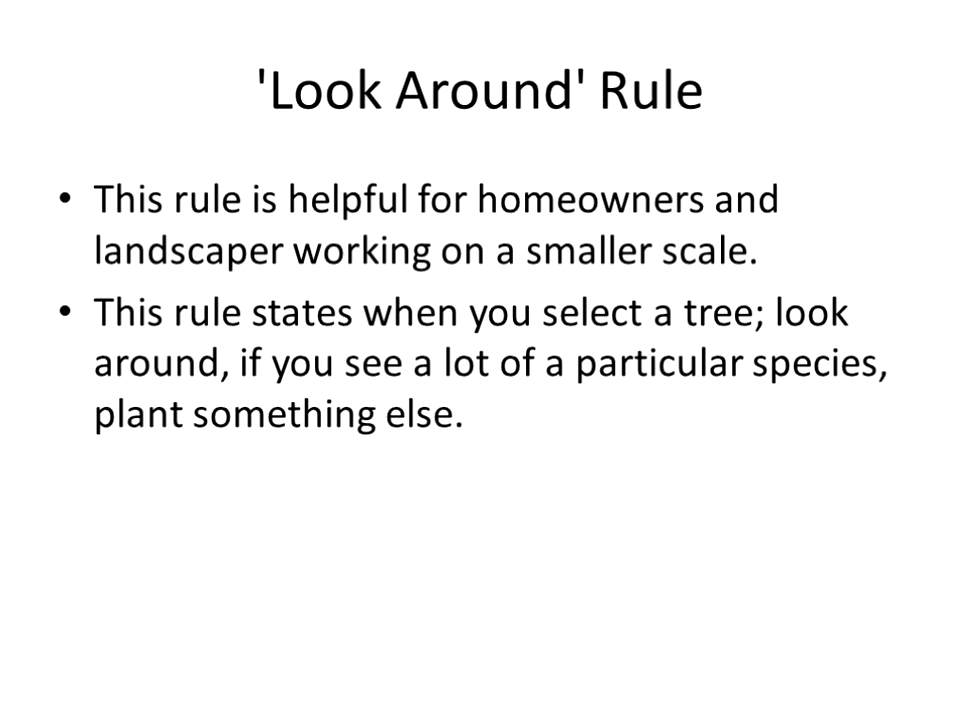 'Look Around' Rule
• This rule is helpful for homeowners and
landscaper working on a smaller scale.
• This rule states when you select a tree; look
around, if you see a lot of a particular species,
plant something else.